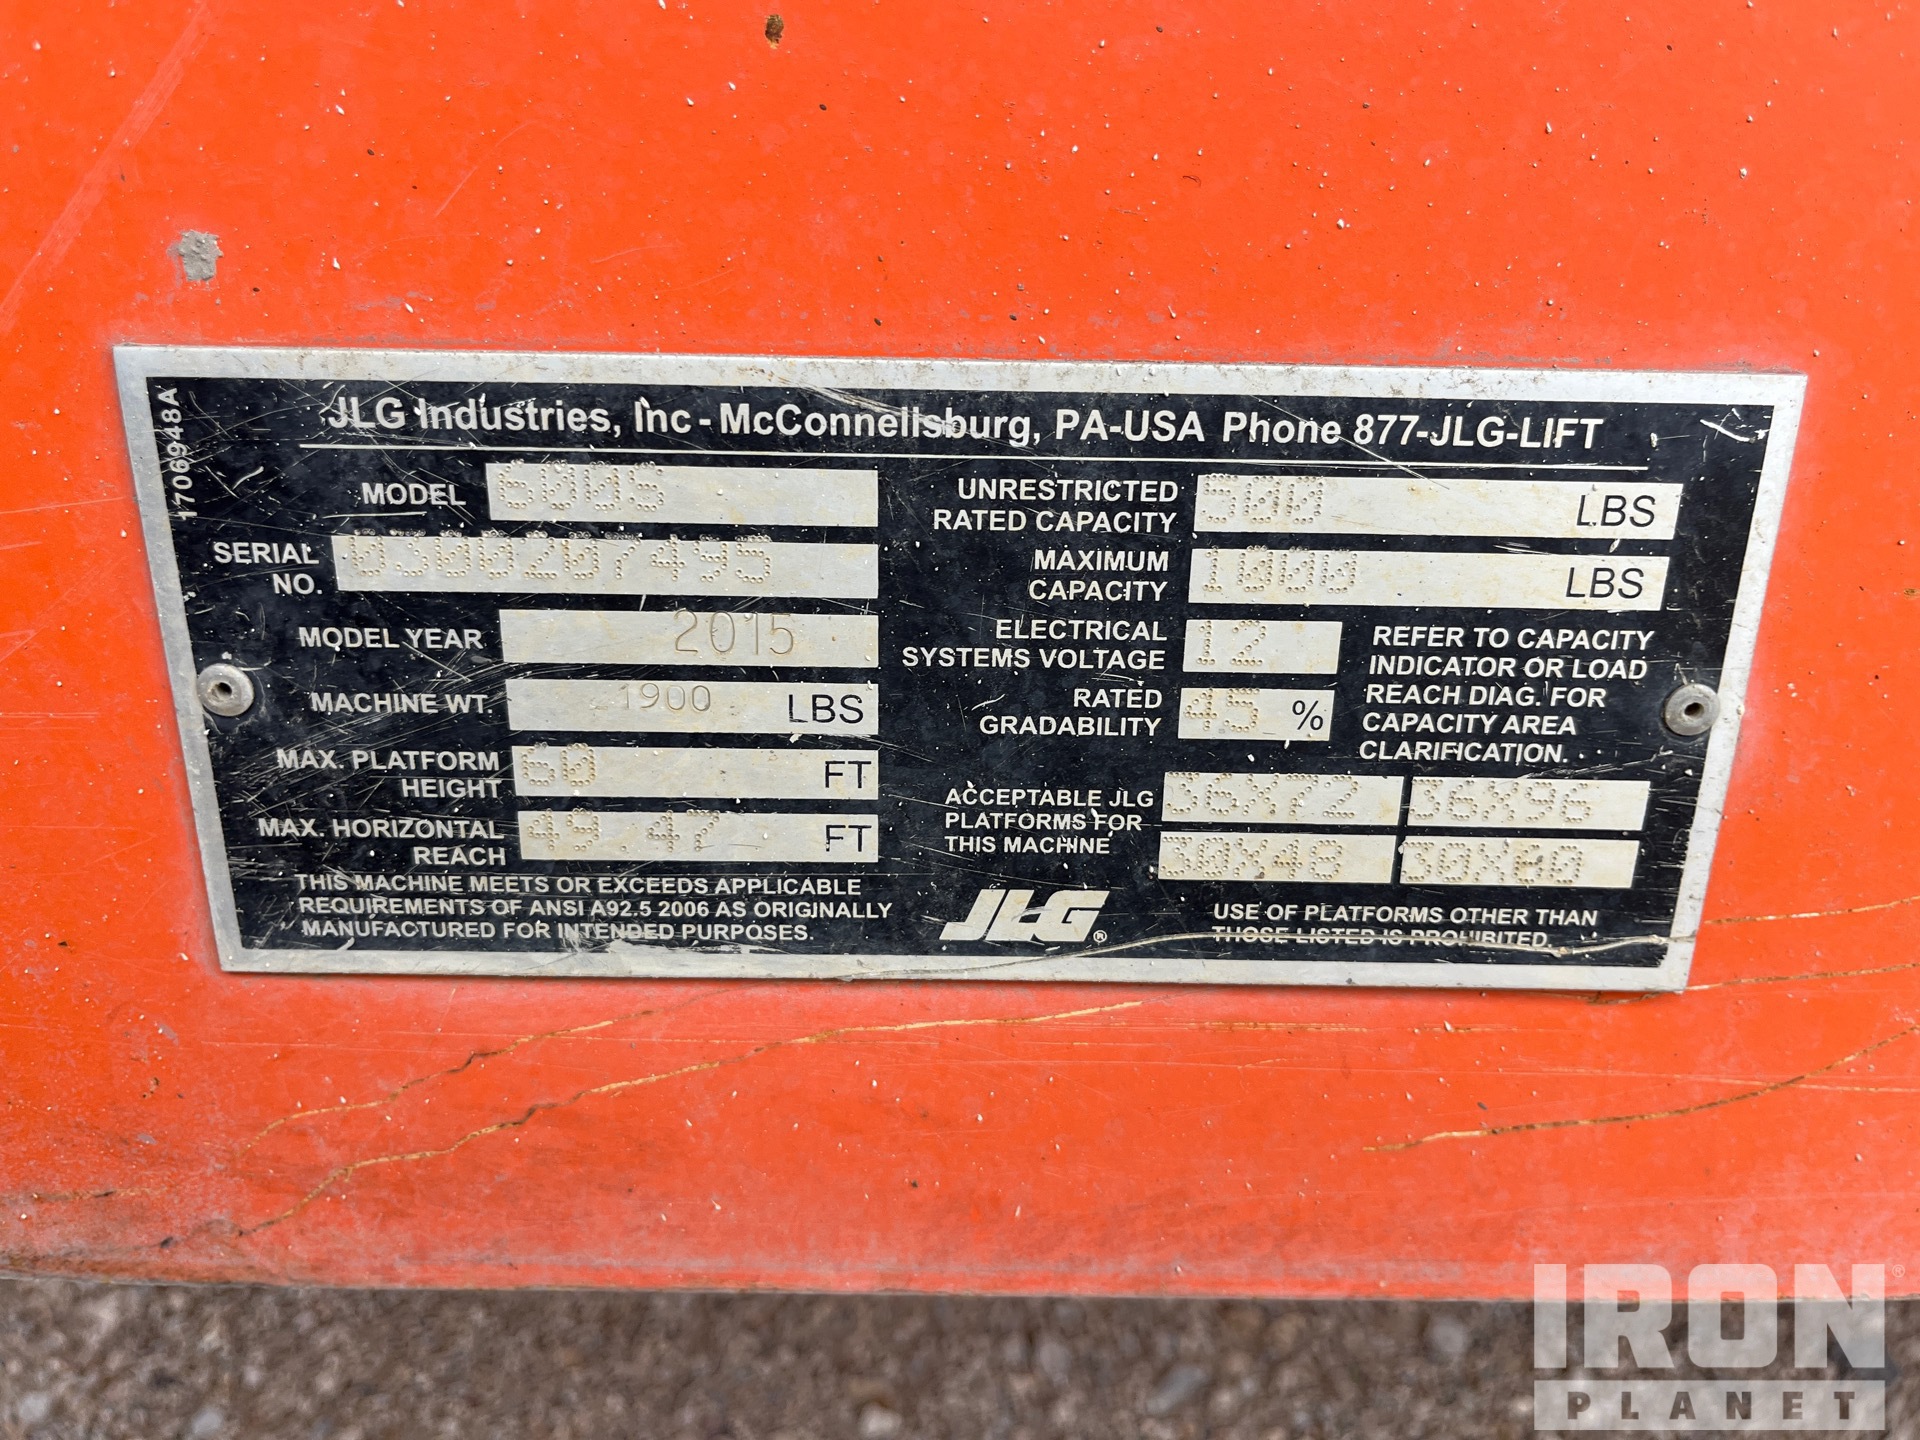 1706948A
JLG Industries, Inc - McConnellsburg, PA-USA Phone 877-JLG-LIFT
MODEL 600S
SERIAL NO. 0300207495
MODEL YEAR 2015
MACHINE WT. 21900 LBS
MAX. PLATFORM HEIGHT 60 FT
MAX. HORIZONTAL REACH 49.47 FT
THIS MACHINE MEETS OR EXCEEDS APPLICABLE
REQUIREMENTS OF ANSI A92.5 2006 AS ORIGINALLY
MANUFACTURED FOR INTENDED PURPOSES.
UNRESTRICTED RATED CAPACITY 500 LBS
MAXIMUM CAPACITY 1000 LBS
ELECTRICAL SYSTEMS VOLTAGE 12
RATED GRADABILITY 45 %
REFER TO CAPACITY
INDICATOR OR LOAD
REACH DIAG. FOR
CAPACITY AREA
CLARIFICATION.
ACCEPTABLE JLG
PLATFORMS FOR
THIS MACHINE
36X72 36X96
30X48 30X60
JLG®
USE OF PLATFORMS OTHER THAN
THOSE LISTED IS PROHIBITED.
IRON®
PLANET